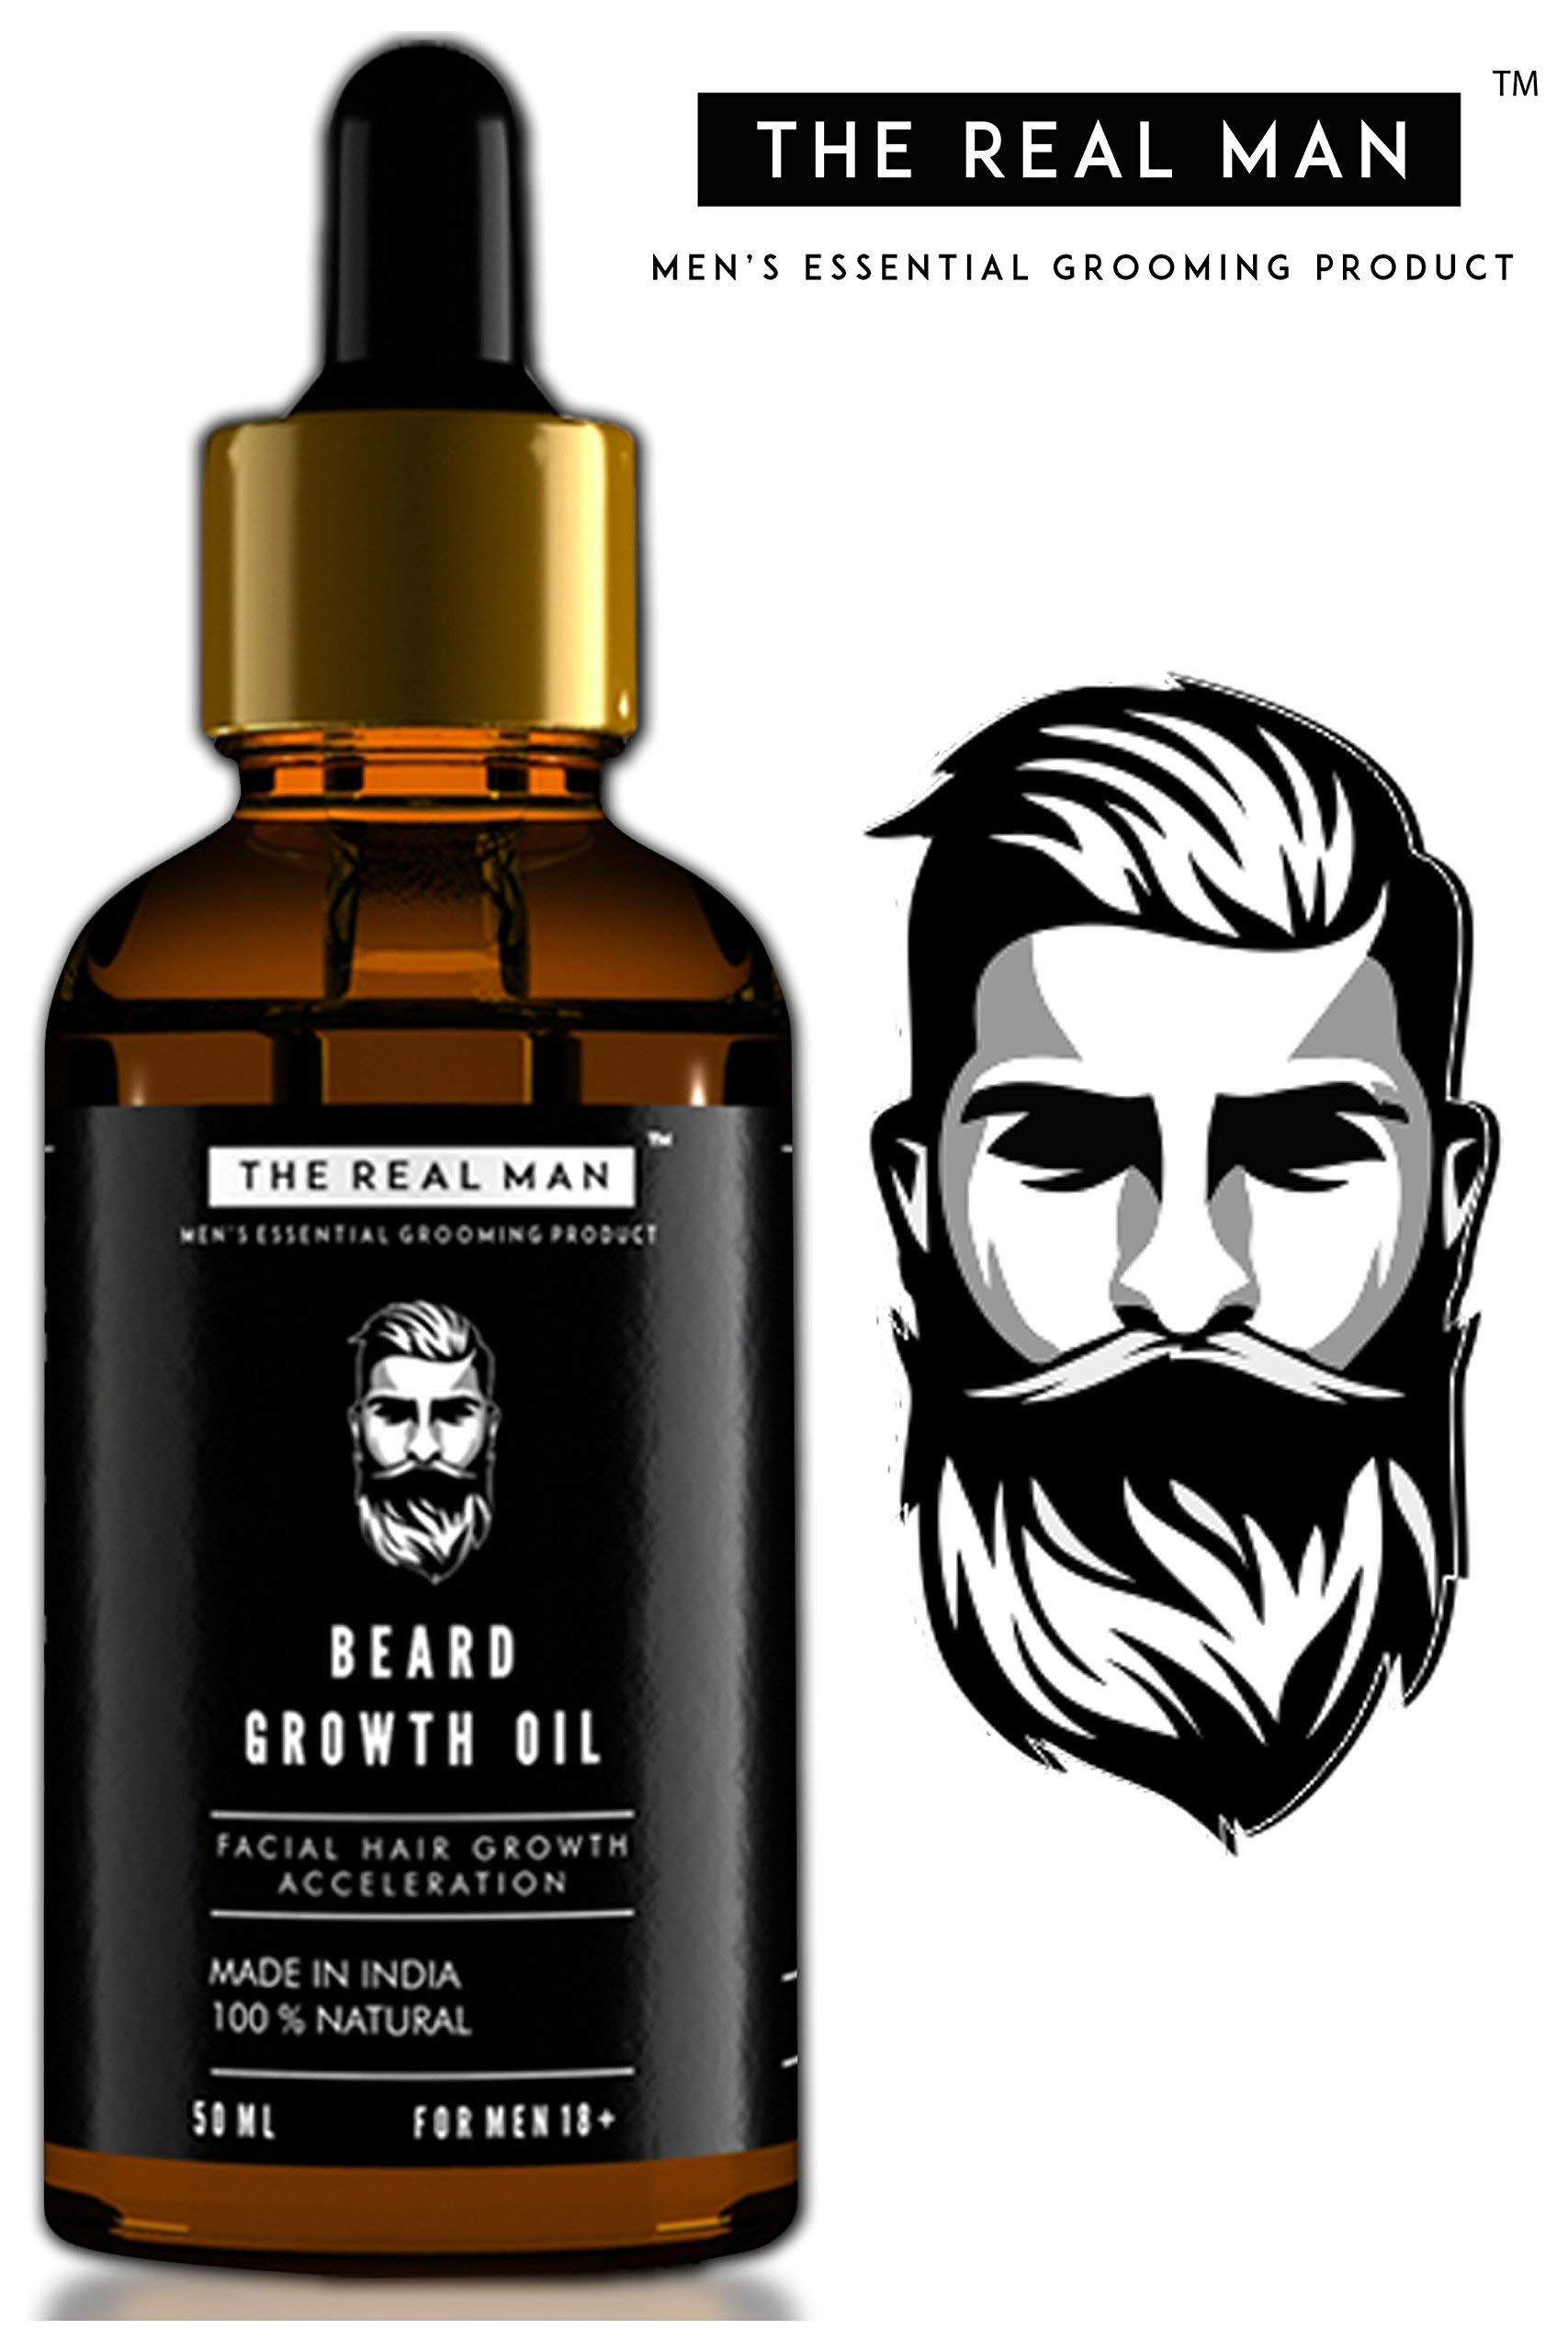 THE REAL MAN
TM
MEN'S ESSENTIAL GROOMING PRODUCT
THE REAL MAN
TM
MEN'S ESSENTIAL GROOMING PRODUCT
BEARD
GROWTH OIL
FACIAL HAIR GROWTH
ACCELERATION
MADE IN INDIA
100 % NATURAL
50 ML FOR MEN 18+